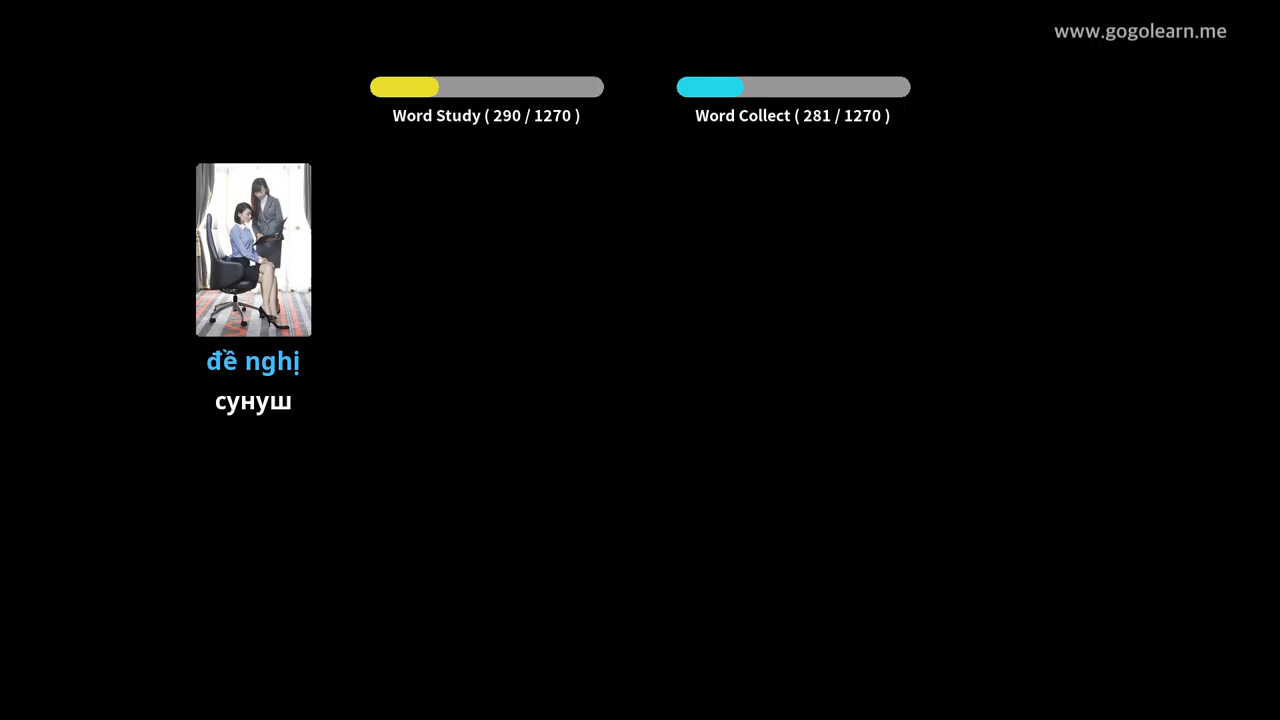 www.gogolearn.me
Word Study ( 290 / 1270 )
Word Collect ( 281 / 1270 )
đề nghị
сунуш